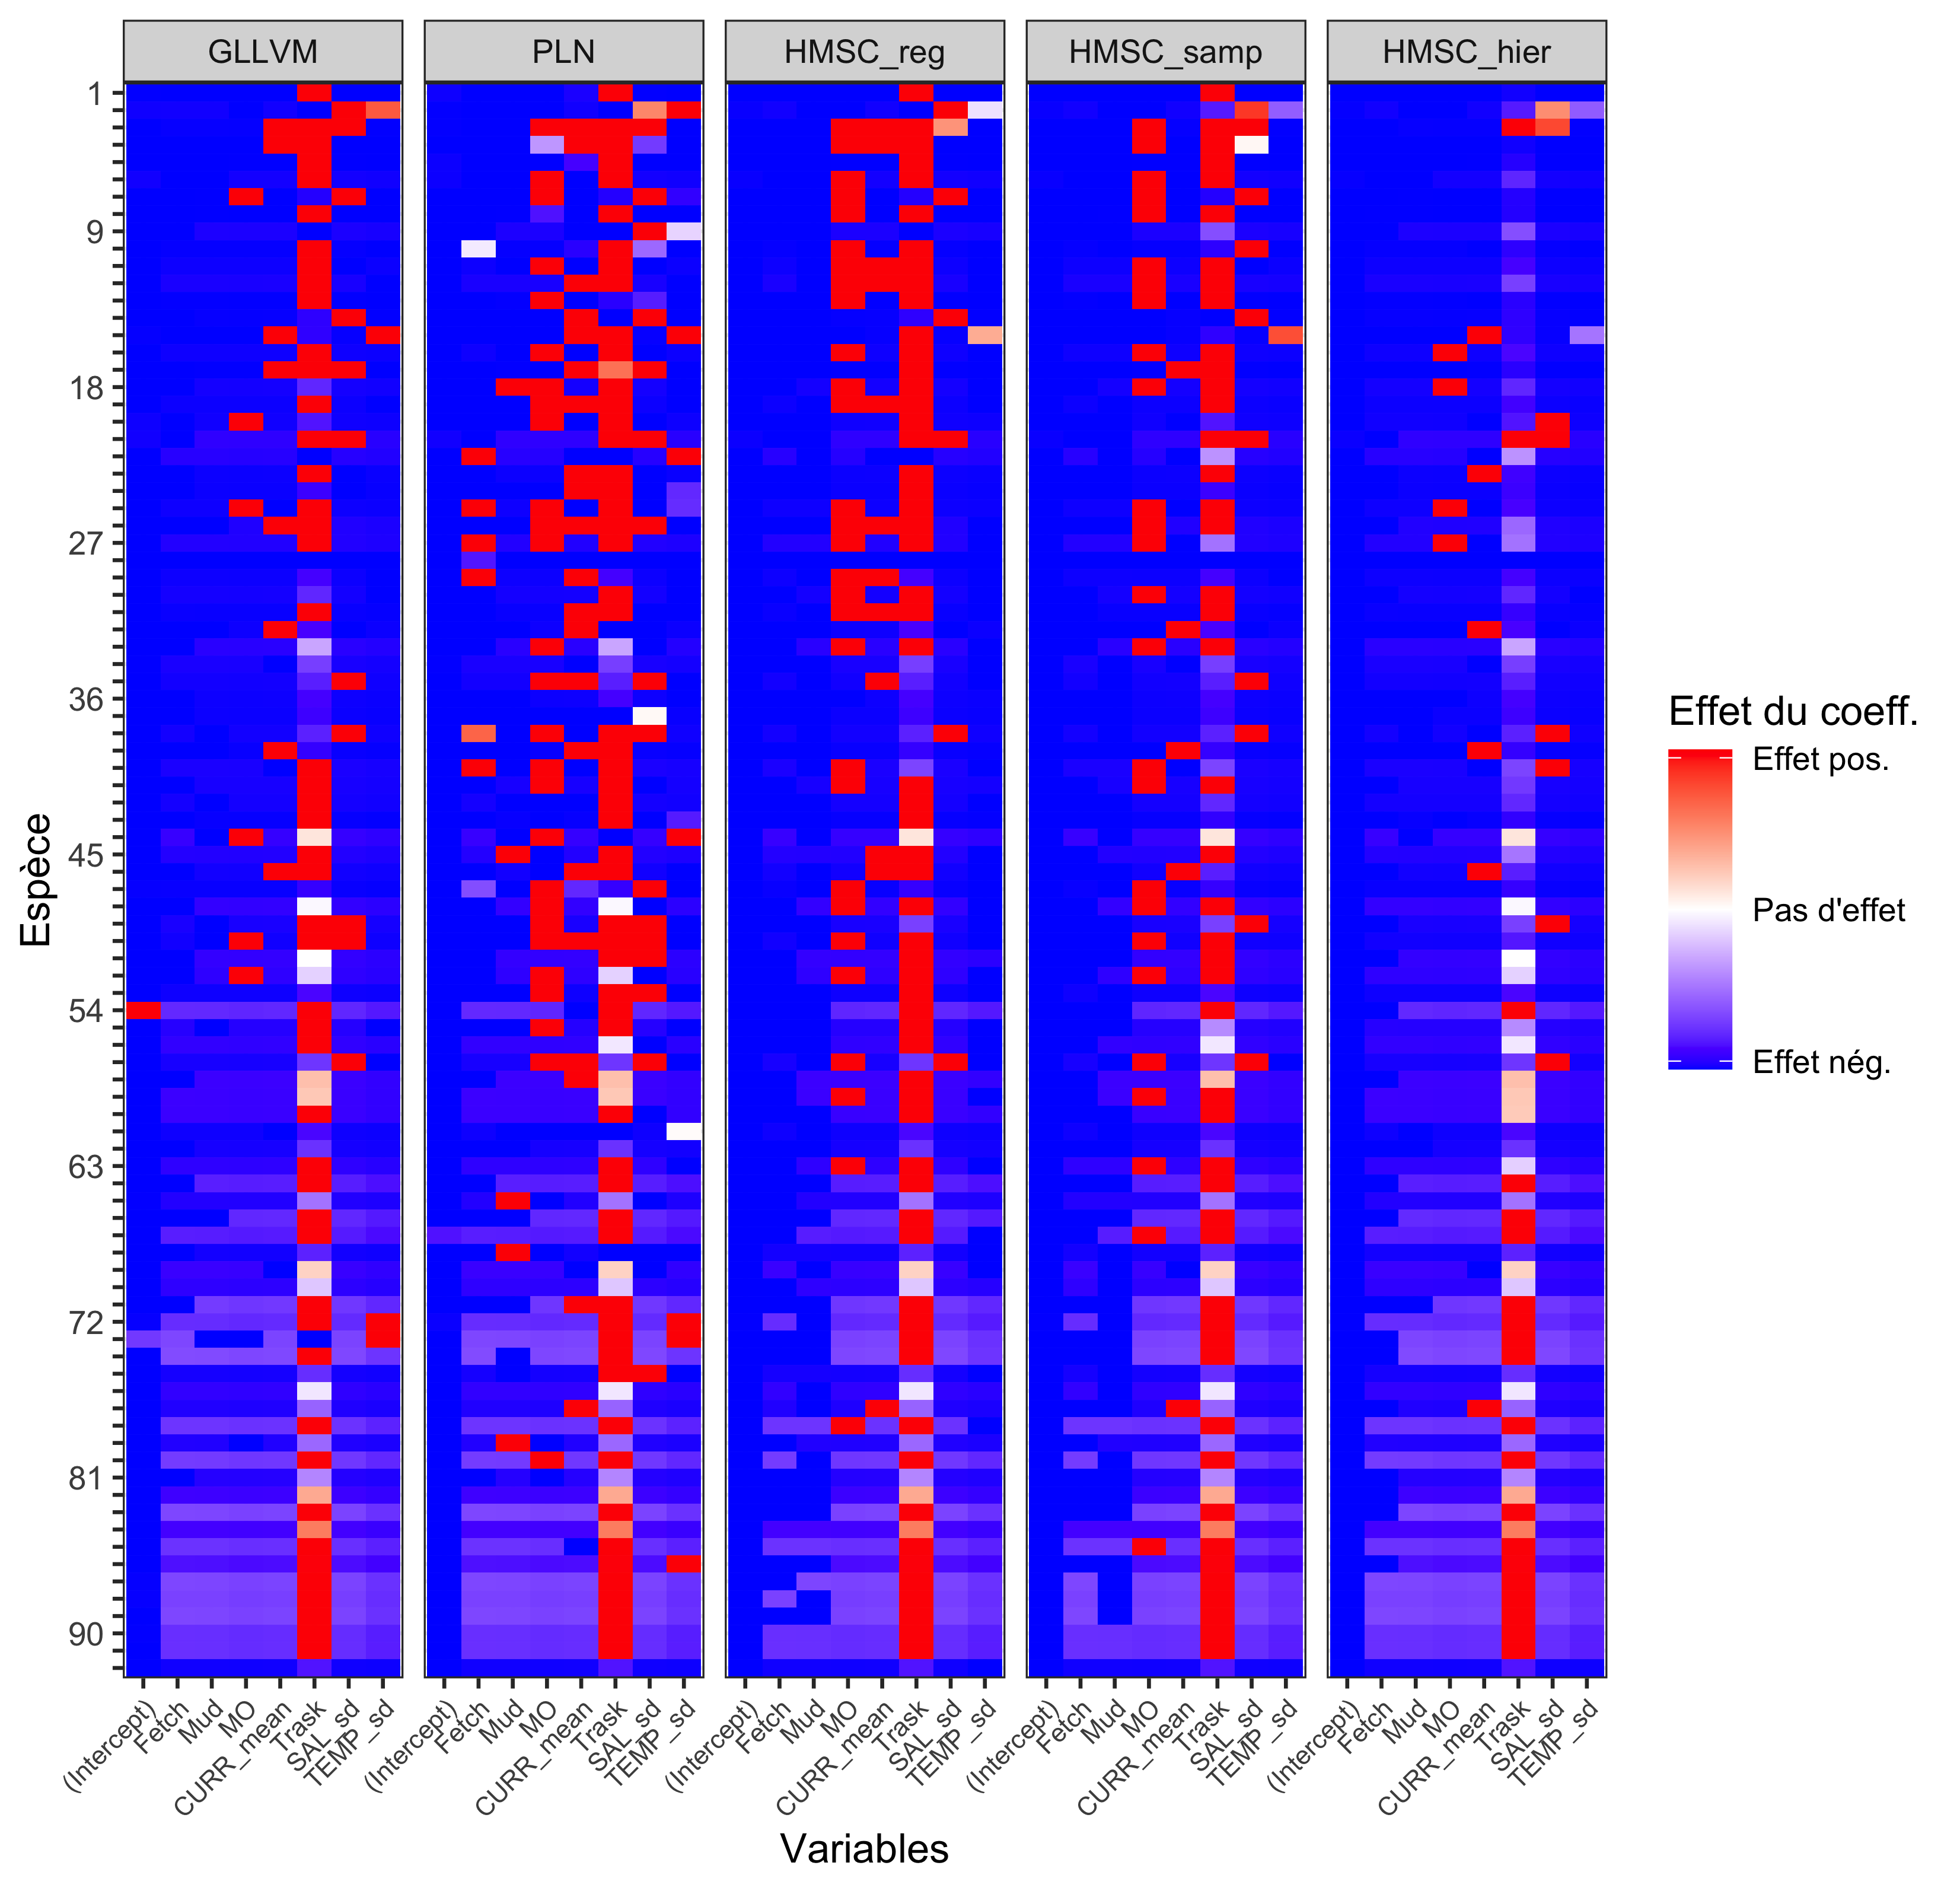 GLLVM PLN HMSC_reg HMSC_samp HMSC_hier
1
9
18
27
36
45
54
63
72
81
90
Espèce
(Intercept) Fetch Mud MO CURR_mean Trask SAL_sd TEMP_sd (Intercept) Fetch Mud MO CURR_mean Trask SAL_sd TEMP_sd (Intercept) Fetch Mud MO CURR_mean Trask SAL_sd TEMP_sd (Intercept) Fetch Mud MO CURR_mean Trask SAL_sd TEMP_sd (Intercept) Fetch Mud MO CURR_mean Trask SAL_sd TEMP_sd
Variables
Effet du coeff.
Effet pos.
Pas d'effet
Effet nég.